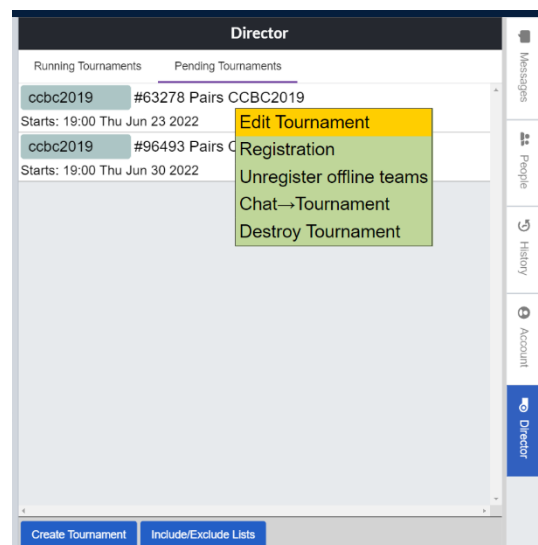 Director
Running Tournaments
Pending Tournaments
ccbc2019
#63278 Pairs CCBC2019
Starts: 19:00 Thu Jun 23 2022
ccbc2019
#96493 Pairs
Starts: 19:00 Thu Jun 30 2022
Edit Tournament
Registration
Unregister offline teams
Chat→Tournament
Destroy Tournament
Create Tournament
Include/Exclude Lists
Messages
People
History
Account
Director